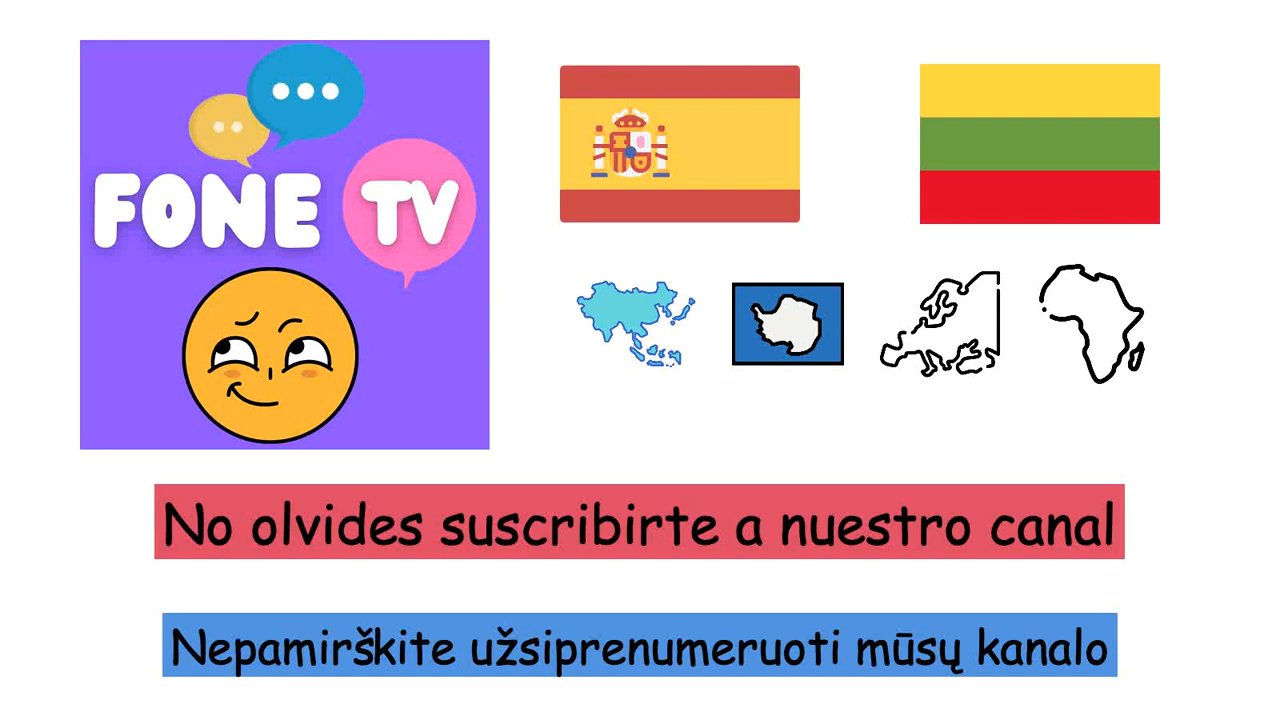 FONE TV
No olvides suscribirte a nuestro canal
Nepamirškite užsiprenumeruoti mūsų kanalo